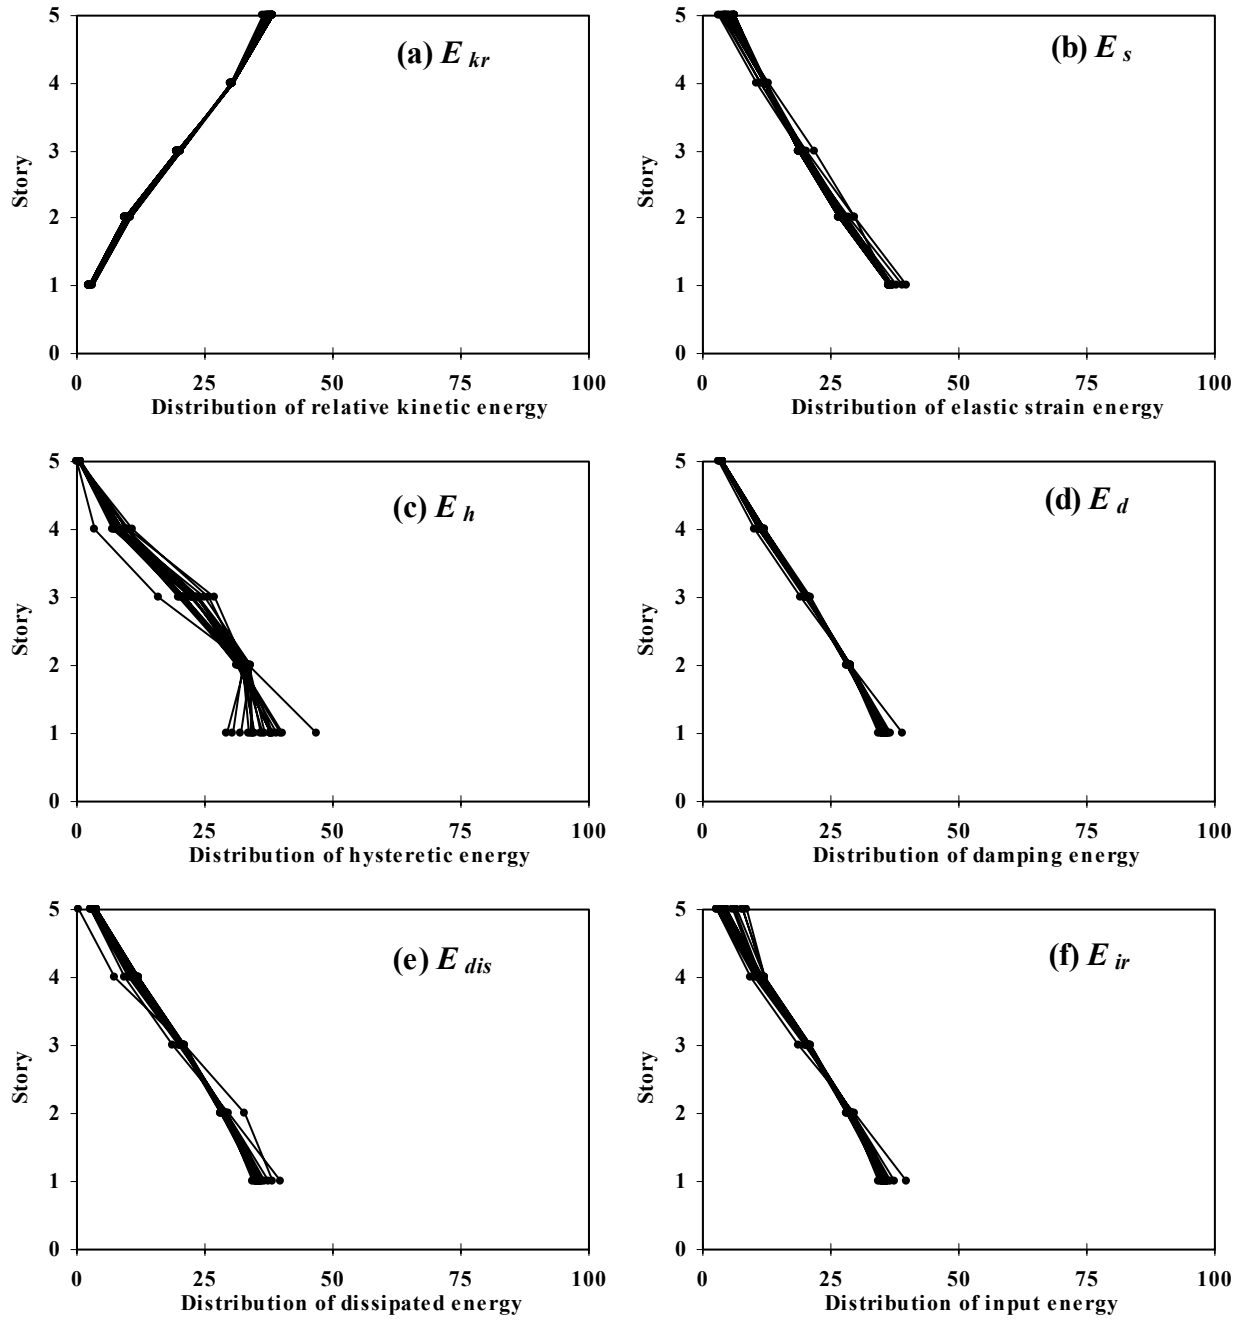 5
4
3
2
1
0
Story
(a) E kr
0 25 50 75 100
Distribution of relative kinetic energy
5
4
3
2
1
0
Story
(b) E s
0 25 50 75 100
Distribution of elastic strain energy
5
4
3
2
1
0
Story
(c) E h
0 25 50 75 100
Distribution of hysteretic energy
5
4
3
2
1
0
Story
(d) E d
0 25 50 75 100
Distribution of damping energy
5
4
3
2
1
0
Story
(e) E dis
0 25 50 75 100
Distribution of dissipated energy
5
4
3
2
1
0
Story
(f) E ir
0 25 50 75 100
Distribution of input energy